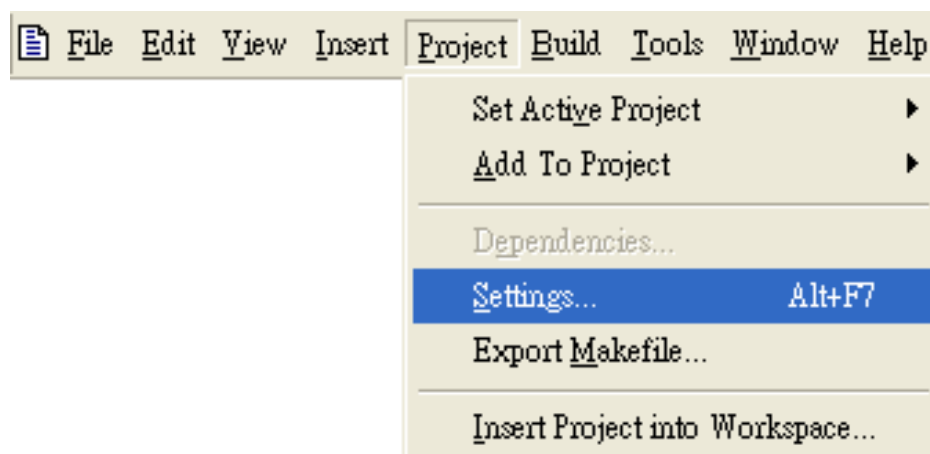 File Edit View Insert Project Build Tools Window Help
Set Active Project
Add To Project
Dependencies...
Settings... Alt+F7
Export Makefile...
Insert Project into Workspace...